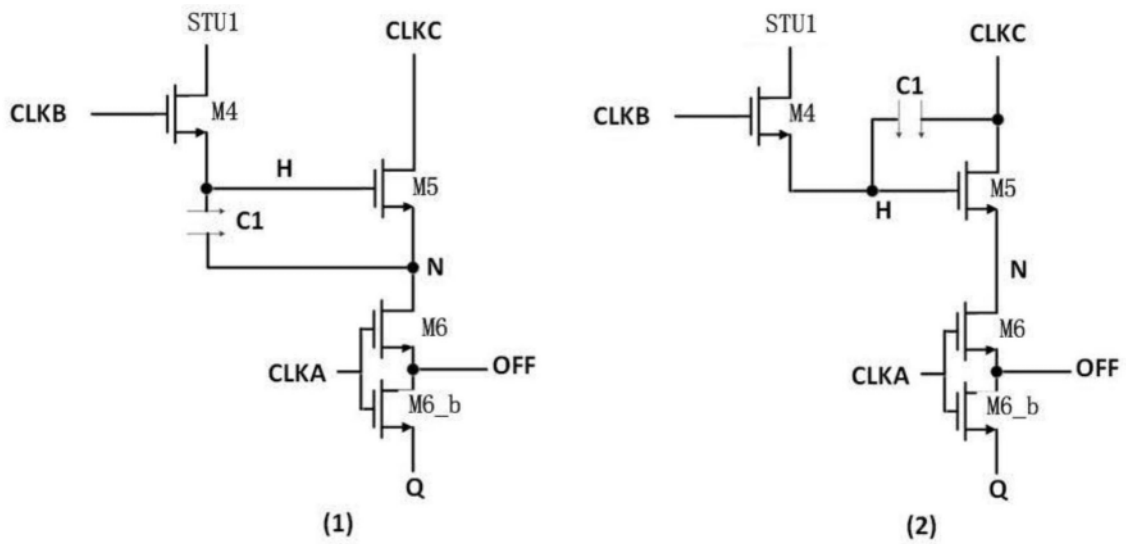 STU1
CLKC
CLKB
M4
H
M5
C1
N
M6
CLKA
OFF
M6_b
Q
(1)
STU1
CLKC
C1
CLKB
M4
M5
H
N
M6
CLKA
OFF
M6_b
Q
(2)